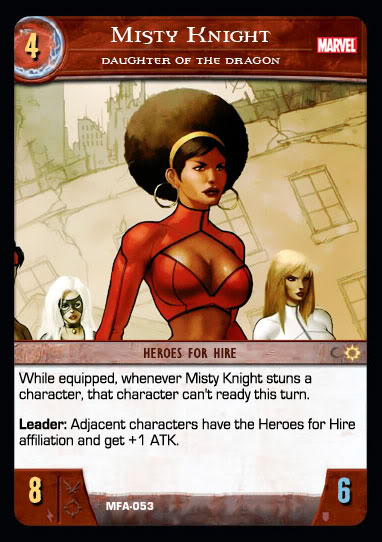 4
Misty Knight
MARVEL
DAUGHTER OF THE DRAGON
HEROES FOR HIRE
C
While equipped, whenever Misty Knight stuns a
character, that character can't ready this turn.
Leader: Adjacent characters have the Heroes for Hire
affiliation and get +1 ATK.
8
MFA-053
6